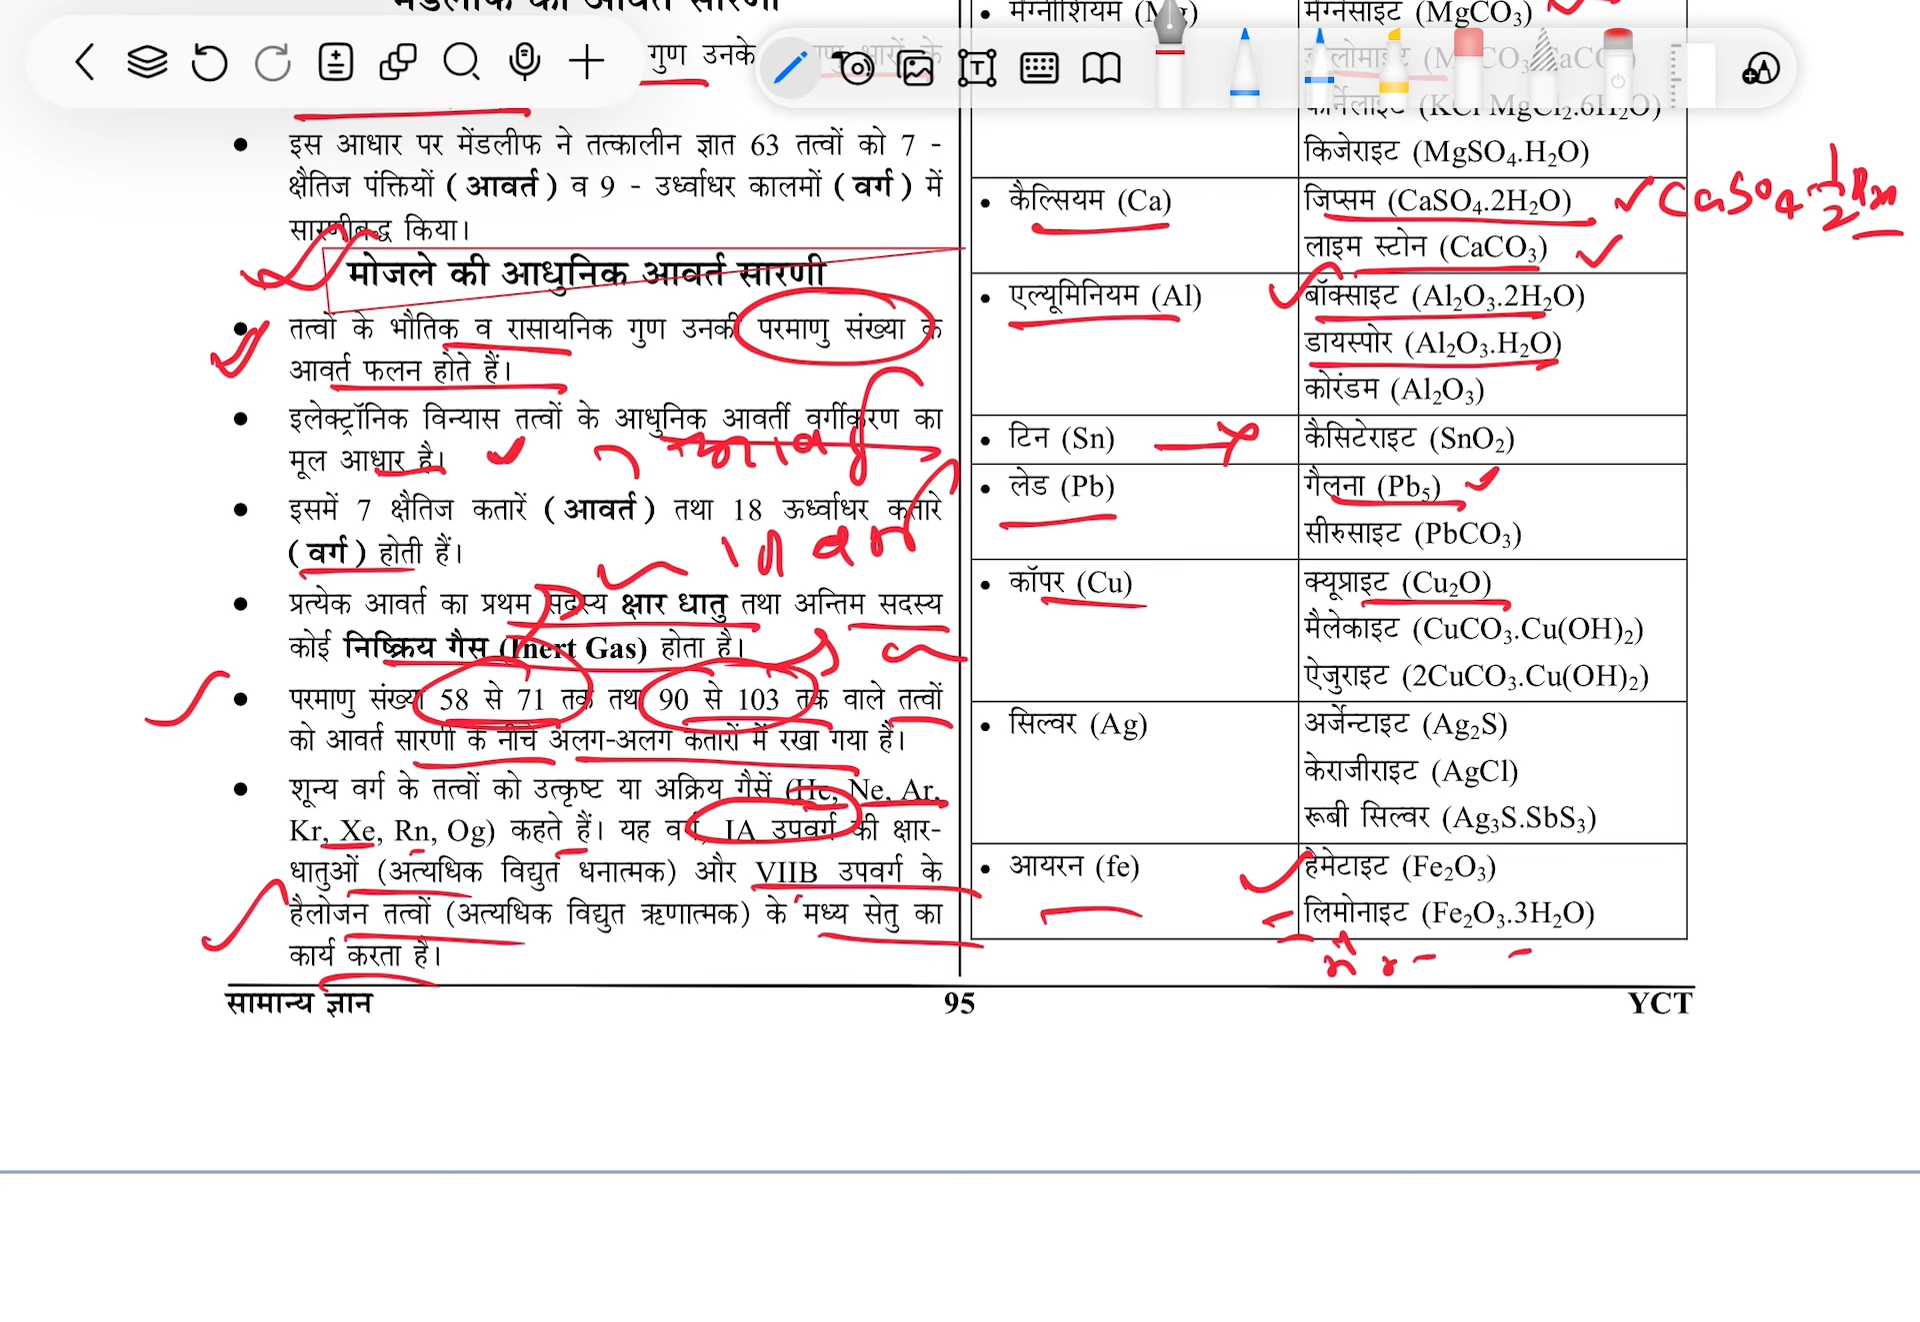 गुण उनके
इस आधार पर मेंडलीफ ने तत्कालीन ज्ञात 63 तत्वों को 7 -
क्षैतिज पंक्तियों (आवर्त) व 9 - उर्ध्वाधर कालमों (वर्ग) में
सारणीबद्ध किया।
मोजले की आधुनिक आवर्त सारणी
तत्वों के भौतिक व रासायनिक गुण उनकी परमाणु संख्या के
आवर्त फलन होते हैं।
इलेक्ट्रॉनिक विन्यास तत्वों के आधुनिक आवर्ती वर्गीकरण का
मूल आधार है।
इसमें 7 क्षैतिज कतारें (आवर्त) तथा 18 ऊर्ध्वाधर कतारे
(वर्ग) होती हैं।
प्रत्येक आवर्त का प्रथम सदस्य क्षार धातु तथा अन्तिम सदस्य
कोई निष्क्रिय गैस (Inert Gas) होता है।
परमाणु संख्या 58 से 71 तक तथा 90 से 103 तक वाले तत्वों
को आवर्त सारणी के नीचे अलग-अलग कतारों में रखा गया है।
शून्य वर्ग के तत्वों को उत्कृष्ट या अक्रिय गैसें (He, Ne, Ar,
Kr, Xe, Rn, Og) कहते हैं। यह वर्ग, IA उपवर्ग की क्षार-
धातुओं (अत्यधिक विद्युत धनात्मक) और VIIB उपवर्ग के
हैलोजन तत्वों (अत्यधिक विद्युत ऋणात्मक) के मध्य सेतु का
कार्य करता है।
मैग्नीशियम (Mg)
मैग्नेसाइट (MgCO₃)
किजेराइट (MgSO₄.H₂O)
कैल्सियम (Ca)
जिप्सम (CaSO₄.2H₂O)
CaSO₄.½H₂O
लाइम स्टोन (CaCO₃)
एल्यूमिनियम (Al)
बॉक्साइट (Al₂O₃.2H₂O)
डायस्पोर (Al₂O₃.H₂O)
कोरंडम (Al₂O₃)
टिन (Sn)
कैसिटेराइट (SnO₂)
लेड (Pb)
गैलना (Pb₅)
सीरुसाइट (PbCO₃)
कॉपर (Cu)
क्यूप्राइट (Cu₂O)
मैलेकाइट (CuCO₃.Cu(OH)₂)
ऐजुराइट (2CuCO₃.Cu(OH)₂)
सिल्वर (Ag)
अर्जेन्टाइट (Ag₂S)
केराजीराइट (AgCl)
रूबी सिल्वर (Ag₃S.SbS₃)
आयरन (fe)
हैमेटाइट (Fe₂O₃)
लिमोनाइट (Fe₂O₃.3H₂O)
सामान्य ज्ञान 95 YCT